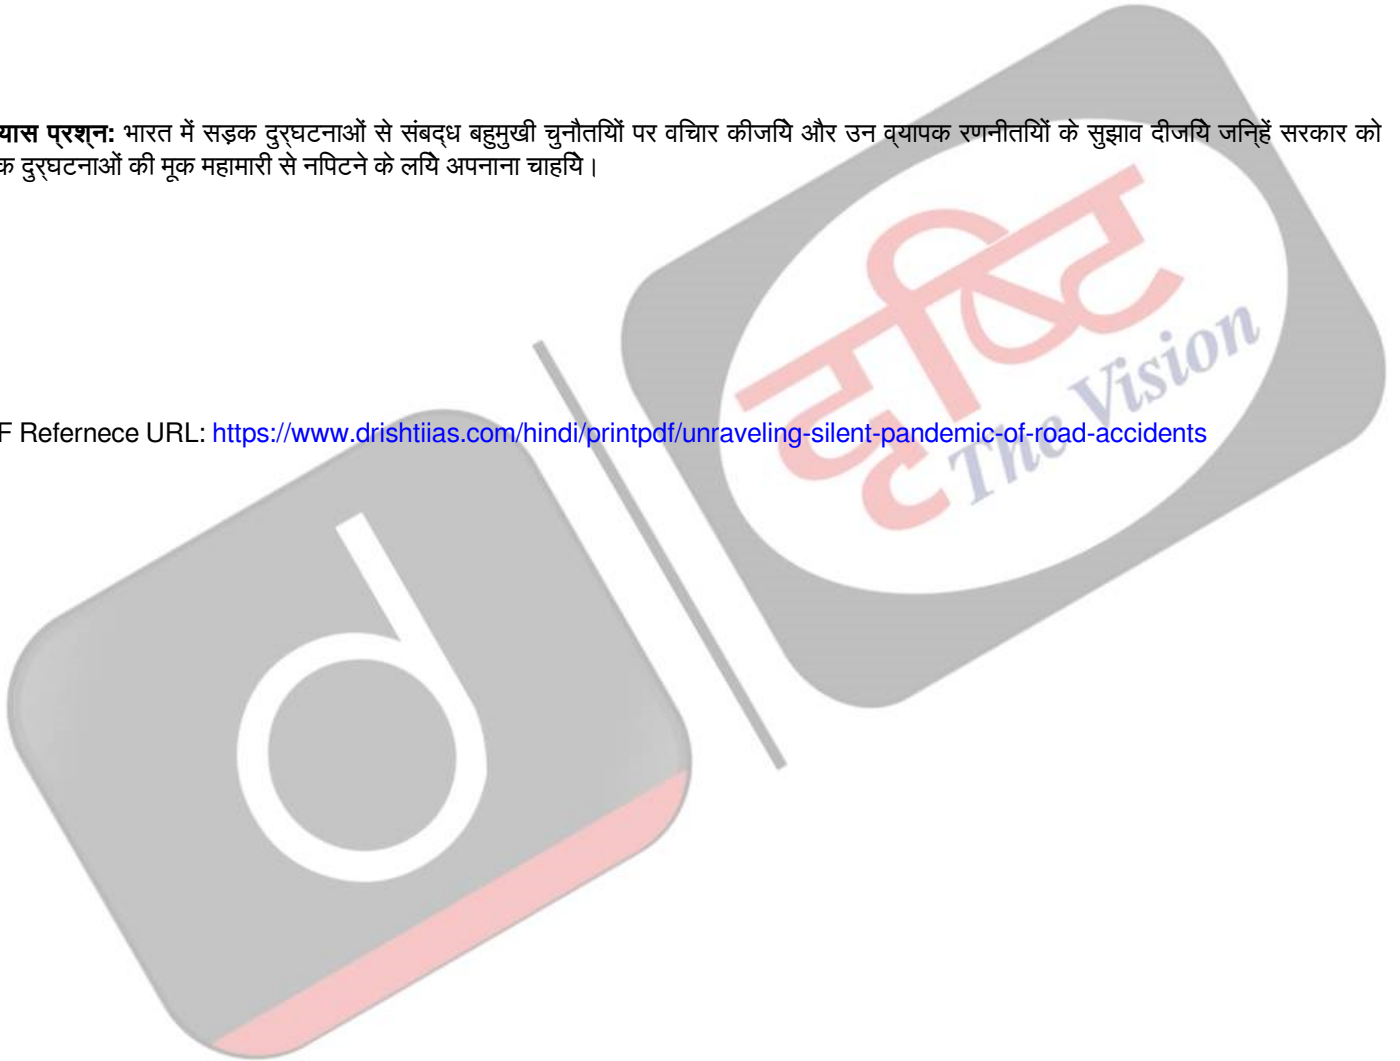 यास प्रश्न: भारत में सड़क दुर्घटनाओं से संबद्ध बहुमुखी चुनौतियों पर विचार कीजिये और उन व्यापक रणनीतियों के सुझाव दीजिये जिन्हें सरकार को
क दुर्घटनाओं की मूक महामारी से निपटने के लिये अपनाना चाहिये।
दृष्टि
The Vision
F Refernece URL: https://www.drishtiias.com/hindi/printpdf/unraveling-silent-pandemic-of-road-accidents
d